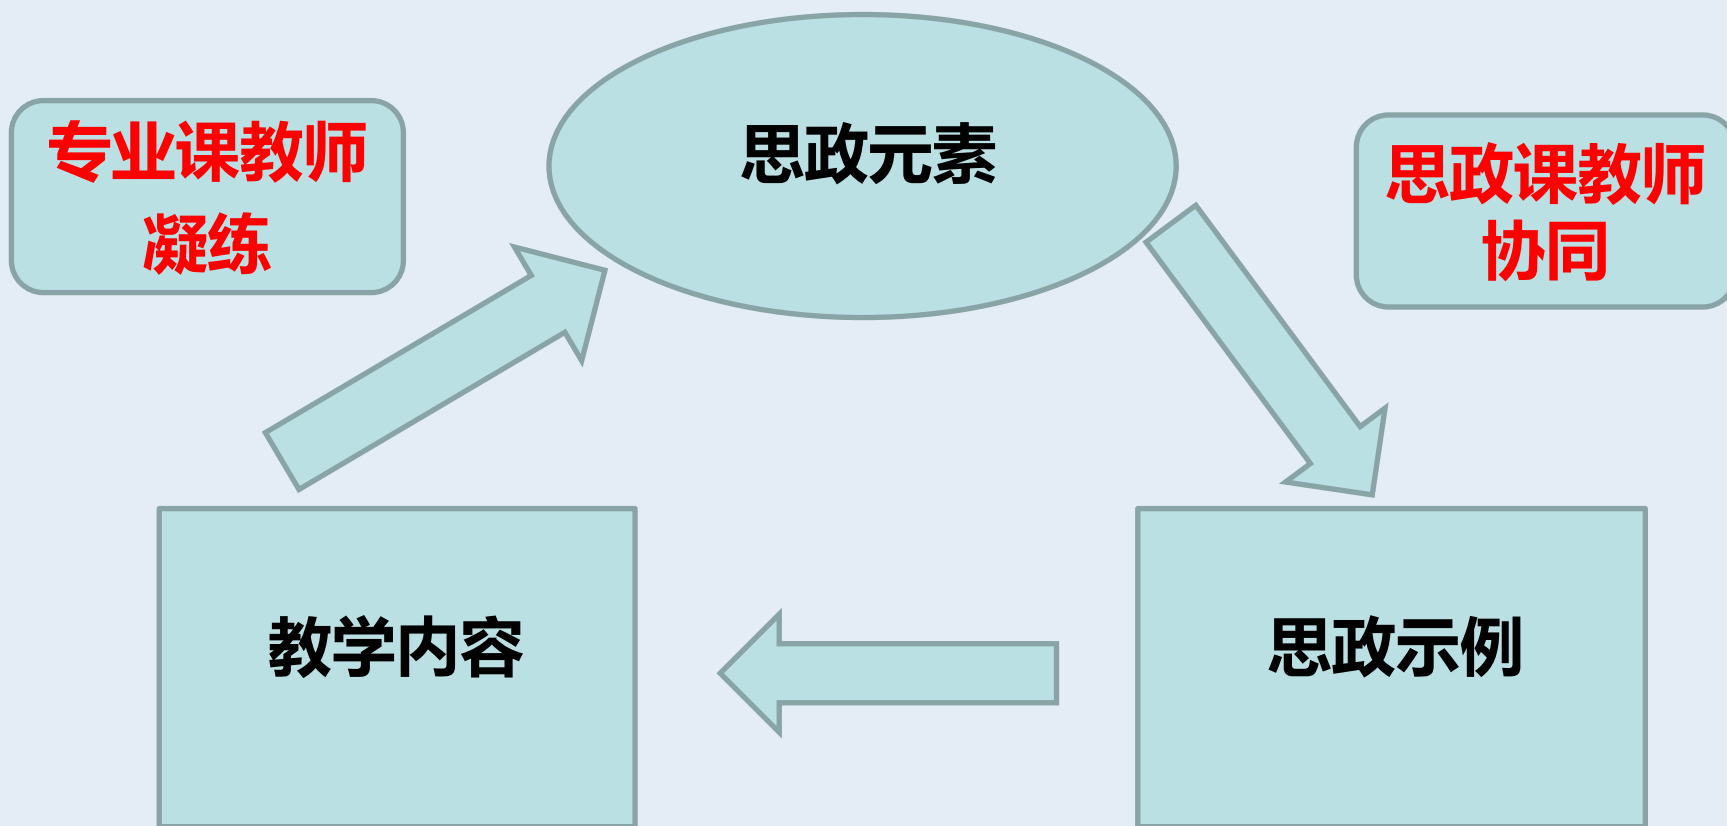 思政元素
专业课教师
凝练
思政课教师
协同
教学内容
思政示例